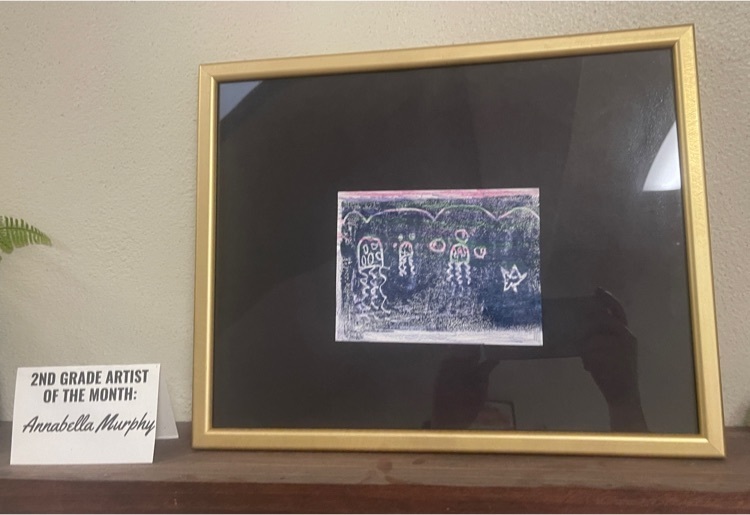 2ND GRADE ARTIST
OF THE MONTH:
Annabella Murphy